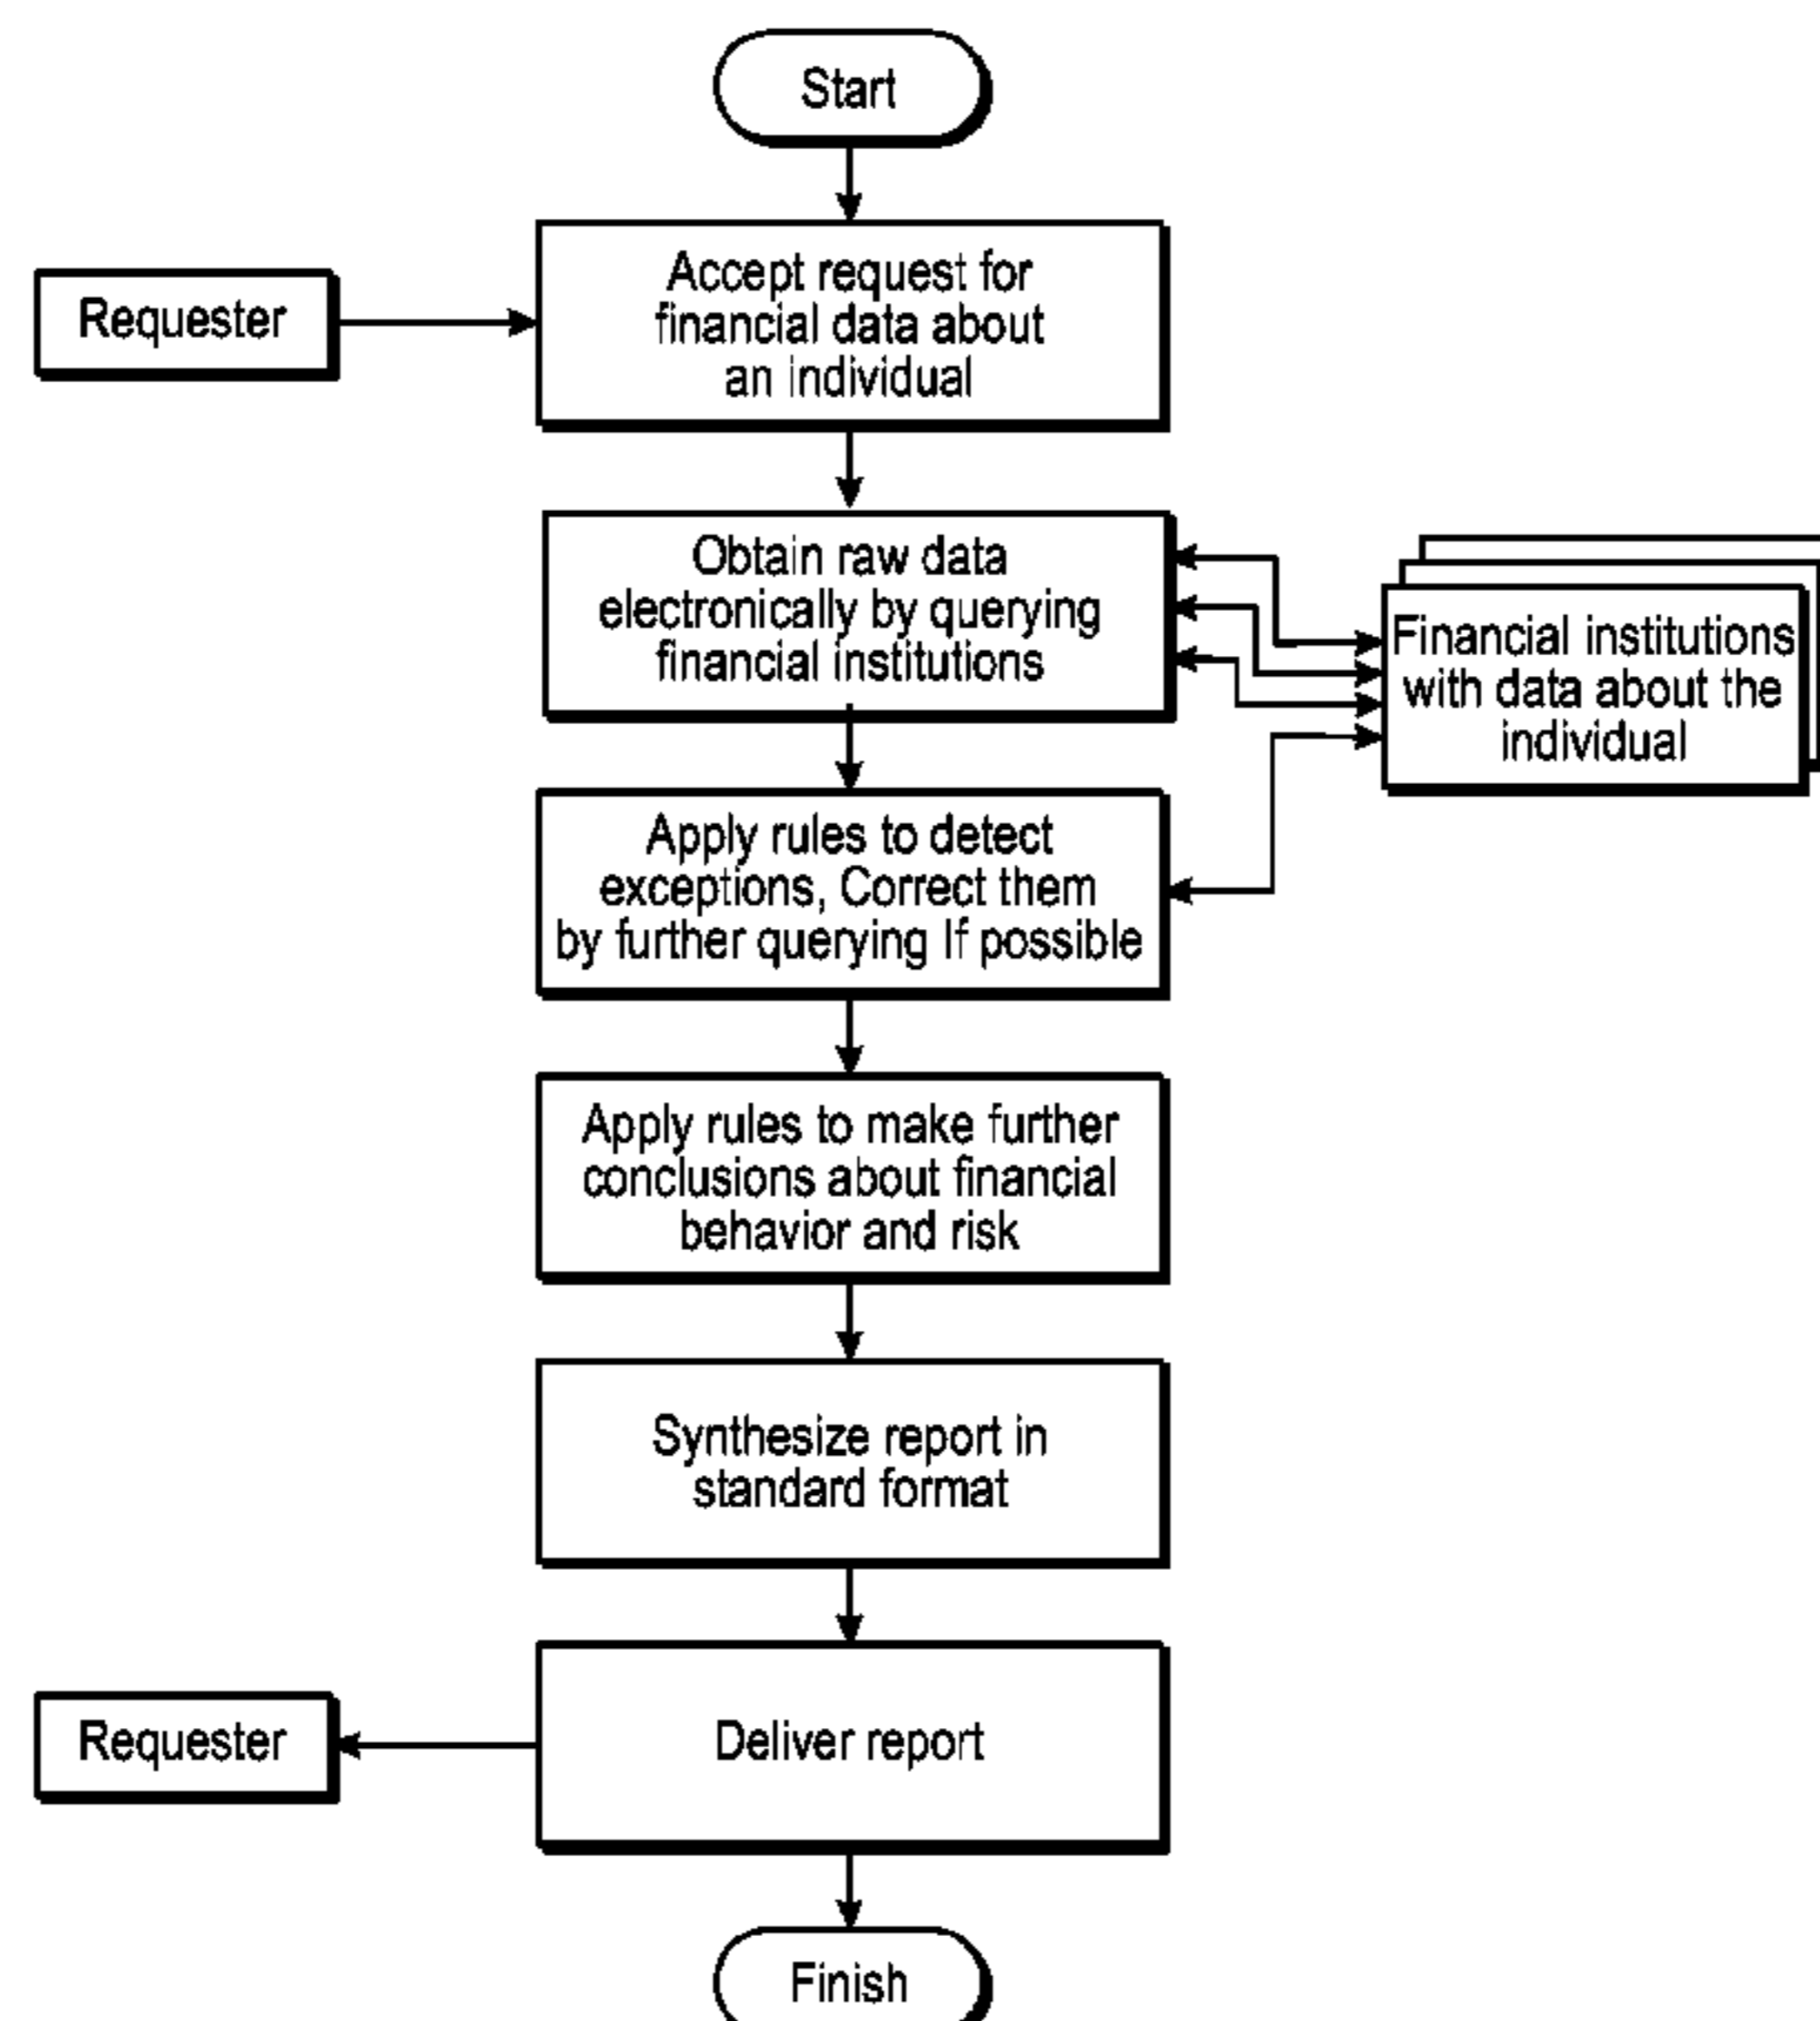 Start
Requester
Accept request for
financial data about
an individual
Obtain raw data
electronically by querying
financial institutions
Financial institutions
with data about the
individual
Apply rules to detect
exceptions, Correct them
by further querying If possible
Apply rules to make further
conclusions about financial
behavior and risk
Synthesize report in
standard format
Requester
Deliver report
Finish